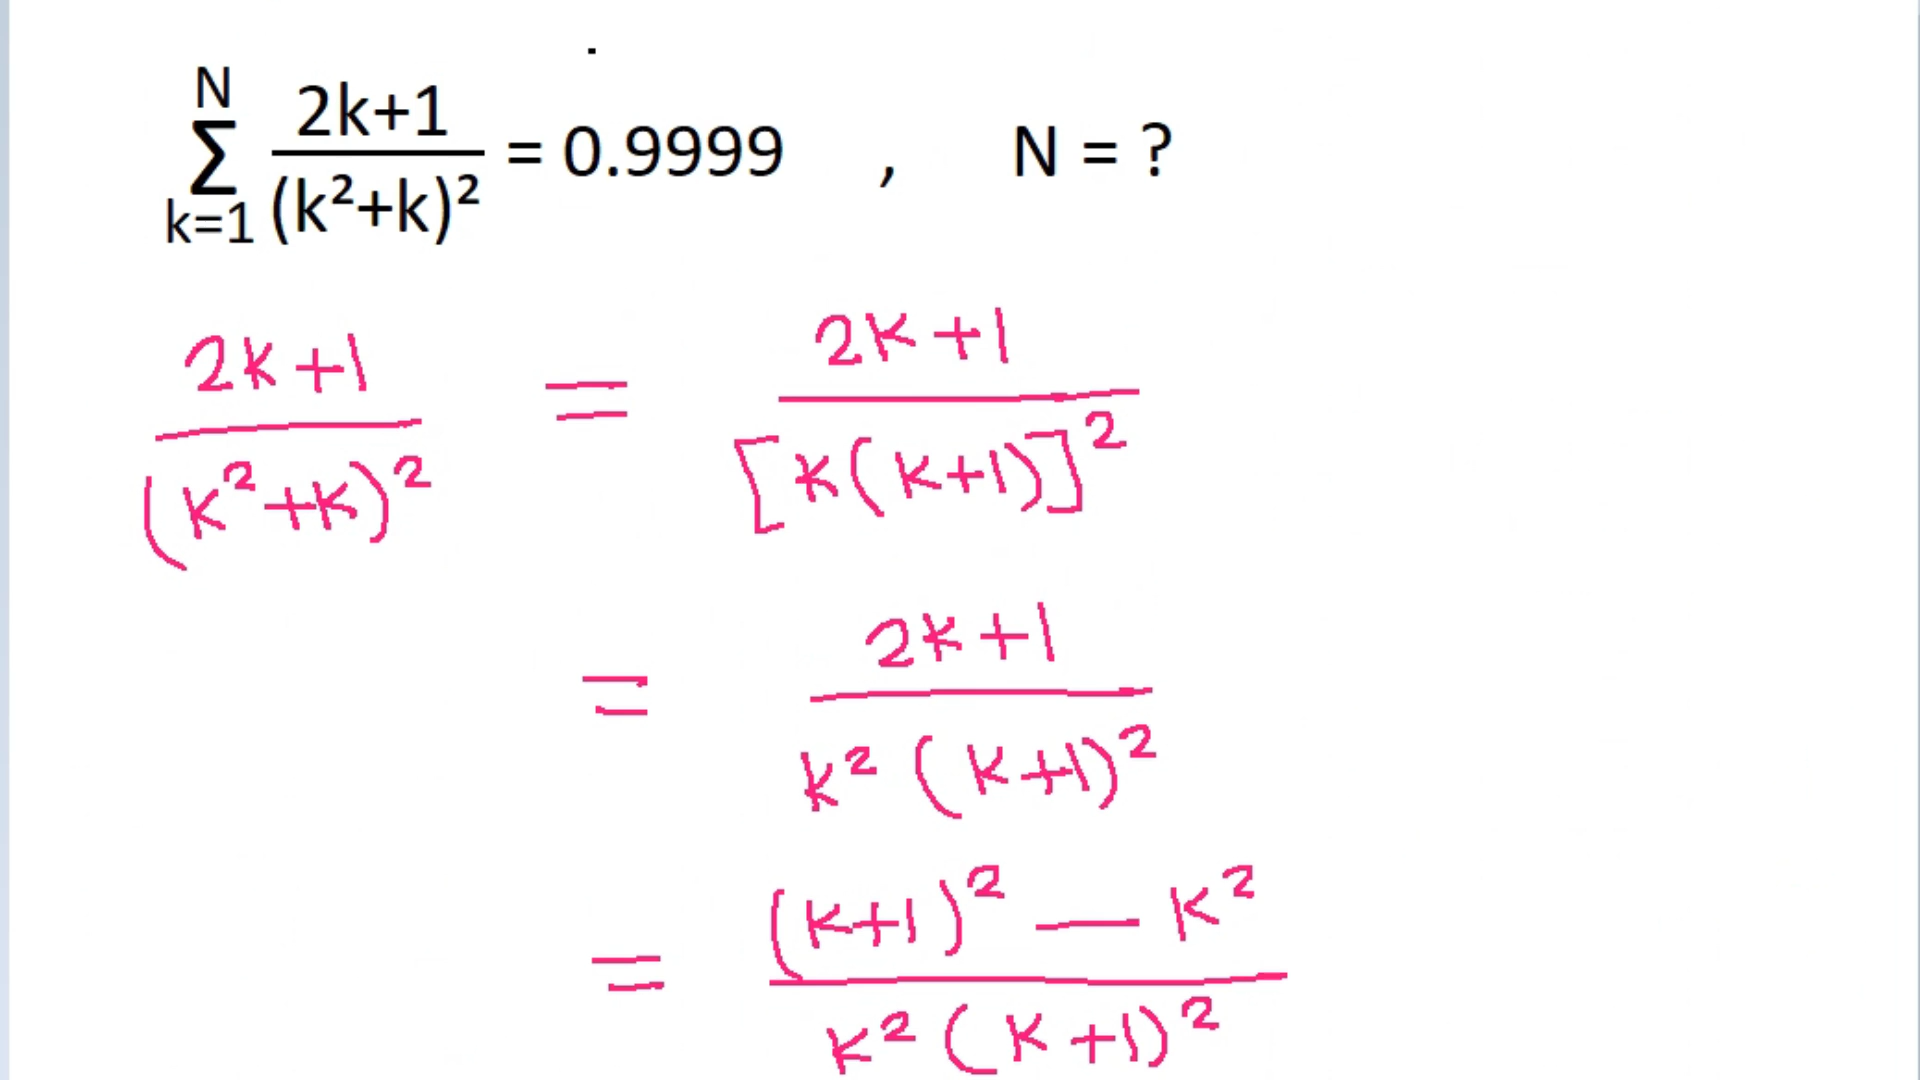 N
∑ 2k+1 / (k²+k)² = 0.9999 , N = ?
k=1
2k+1 / (k²+k)² = 2k+1 / [k(k+1)]²
= 2k+1 / k²(k+1)²
= (k+1)² − k² / k²(k+1)²